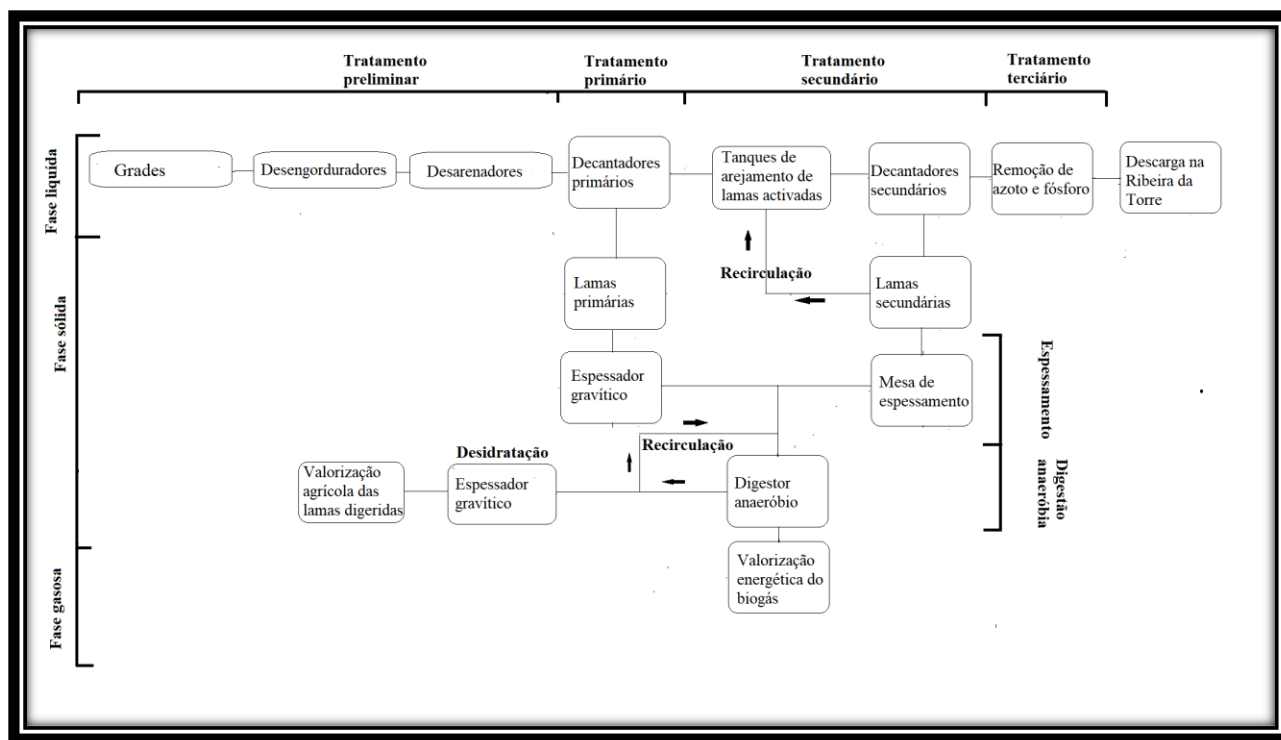 Tratamento
preliminar
Tratamento
primário
Tratamento
secundário
Tratamento
terciário
Fase liquída
Grades
Desengorduradores
Desarenadores
Decantadores
primários
Tanques de
arejamento de
lamas activadas
Decantadores
secundários
Remoção de
azoto e fósforo
Descarga na
Ribeira da
Torre
Fase sólida
Lamas
primárias
Recirculação
Lamas
secundárias
Espessador
gravítico
Mesa de
espessamento
Espessamento
Recirculação
Desidratação
Valorização
agrícola das
lamas digeridas
Espessador
gravítico
Digestor
anaeróbio
Digestão
anaeróbia
Fase gasosa
Valorização
energética do
biogás